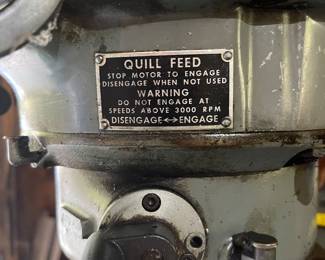 QUILL FEED
STOP MOTOR TO ENGAGE
DISENGAGE WHEN NOT USED
WARNING
DO NOT ENGAGE AT
SPEEDS ABOVE 3000 RPM
DISENGAGE↔ENGAGE